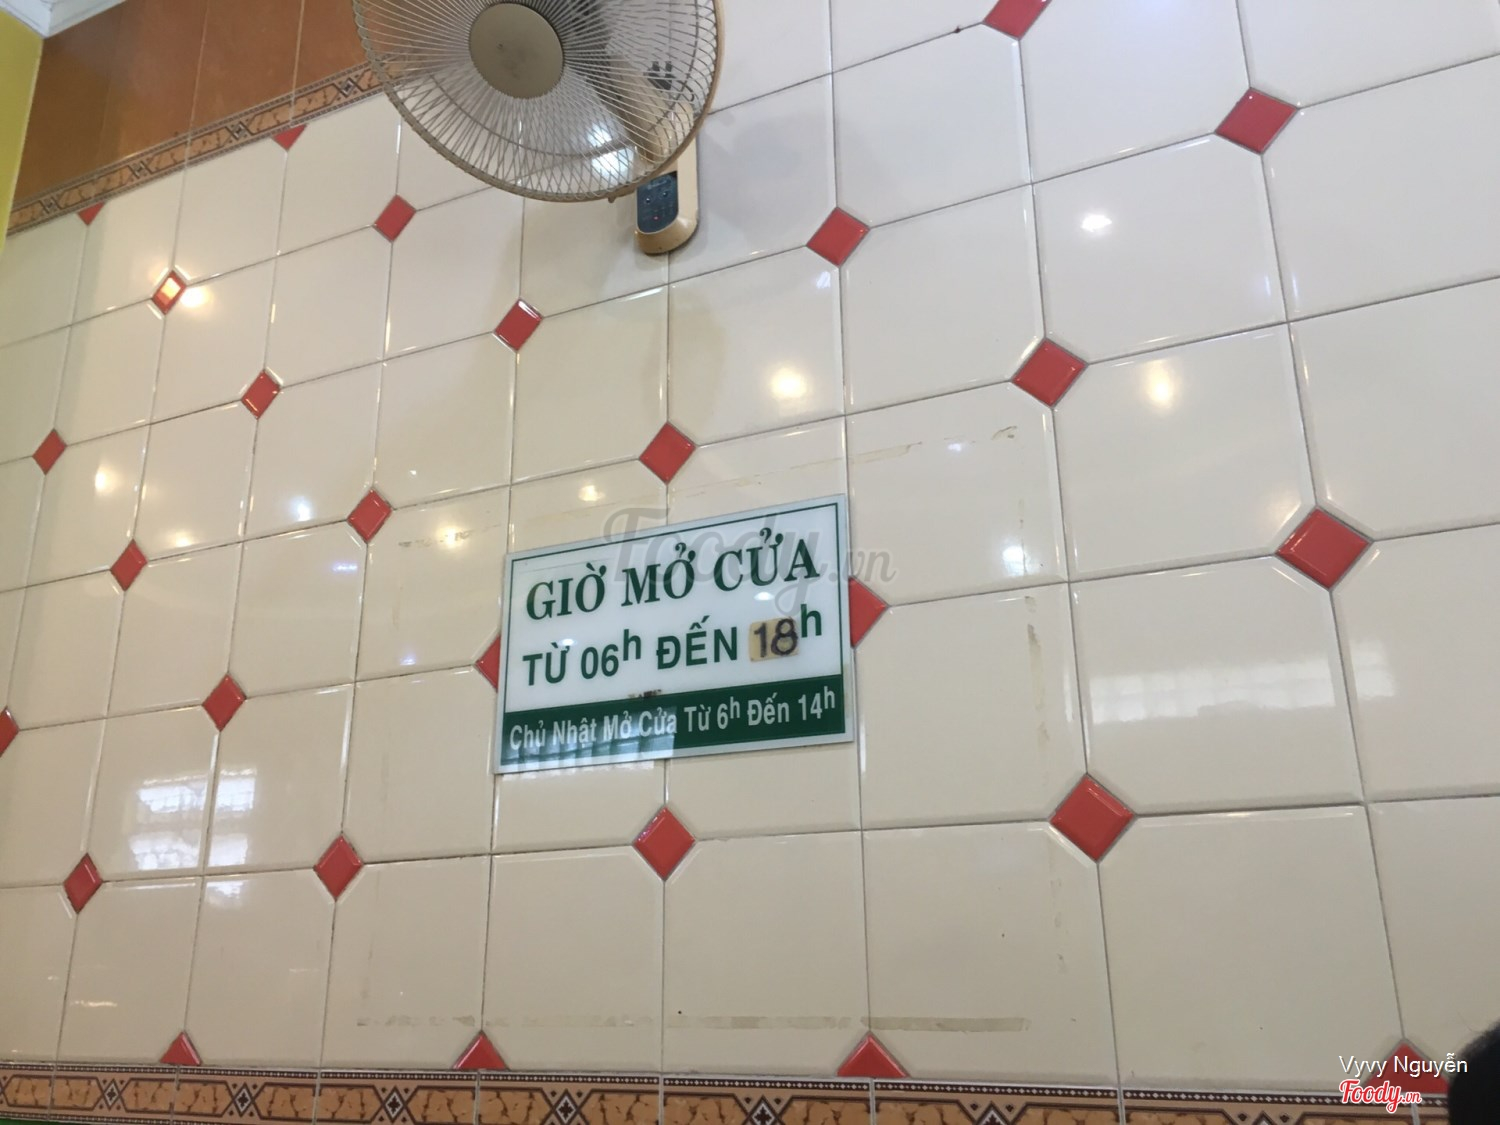 GIỜ MỞ CỬA
TỪ 06h ĐẾN 18h
Chủ Nhật Mở Cửa Từ 6h Đến 14h
Foody.vn
Vyvy Nguyễn
Foody.vn